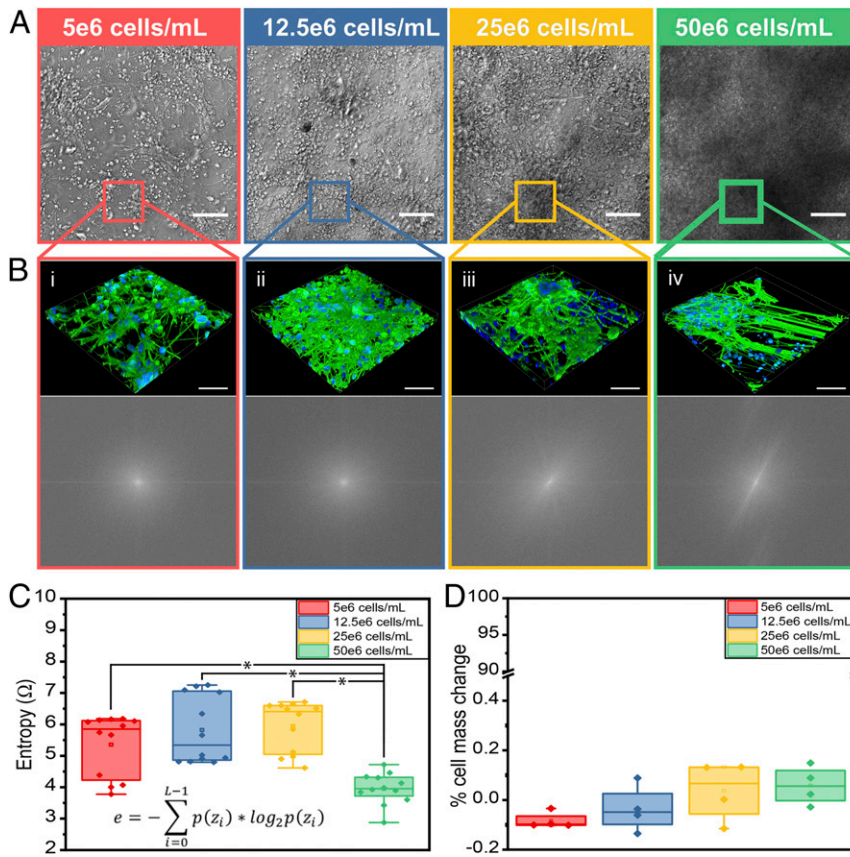 A
5e6 cells/mL
12.5e6 cells/mL
25e6 cells/mL
50e6 cells/mL
B
i
ii
iii
iv
C
10
9
8
7
6
5
4
3
2
Entropy (Ω)
5e6 cells/mL
12.5e6 cells/mL
25e6 cells/mL
50e6 cells/mL
*
*
*
L−1
e = − ∑ p(z_i) * log_2 p(z_i)
i=0
D
100
95
90
0.4
0.2
0.0
-0.2
% cell mass change
5e6 cells/mL
12.5e6 cells/mL
25e6 cells/mL
50e6 cells/mL